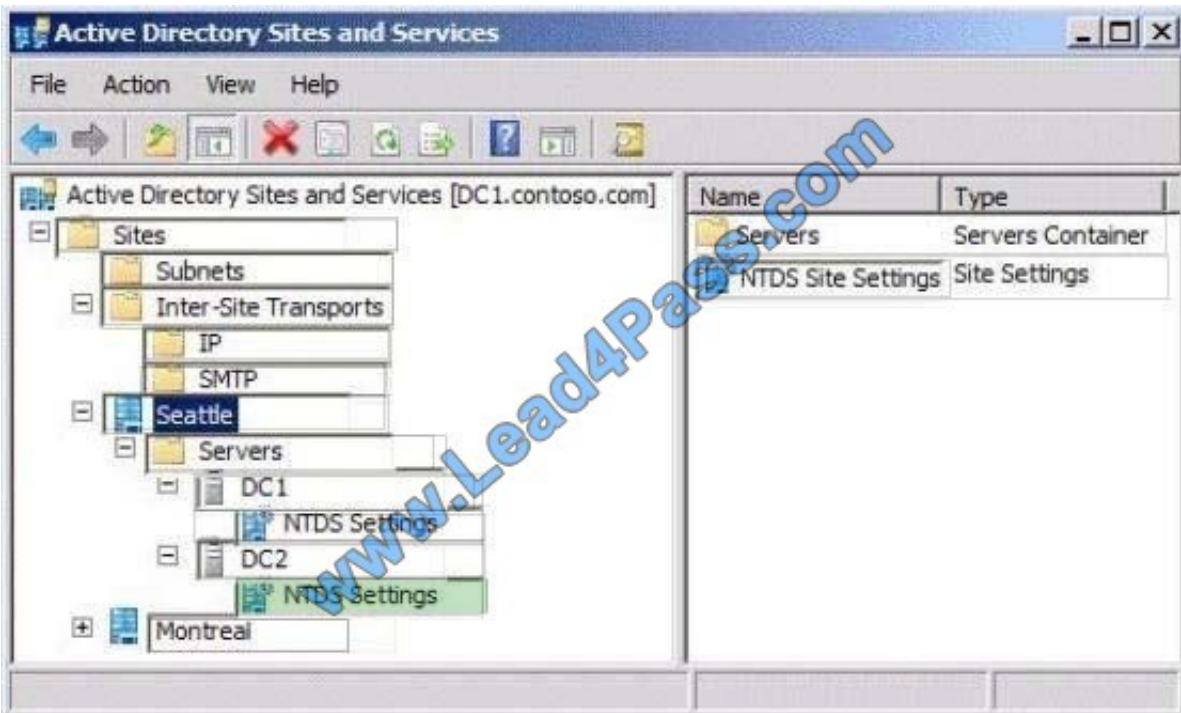 Active Directory Sites and Services
File Action View Help
Active Directory Sites and Services [DC1.contoso.com]
Sites
Subnets
Inter-Site Transports
IP
SMTP
Seattle
Servers
DC1
NTDS Settings
DC2
NTDS Settings
Montreal
Name Type
Servers Servers Container
NTDS Site Settings Site Settings
www.Lead4Pass.com